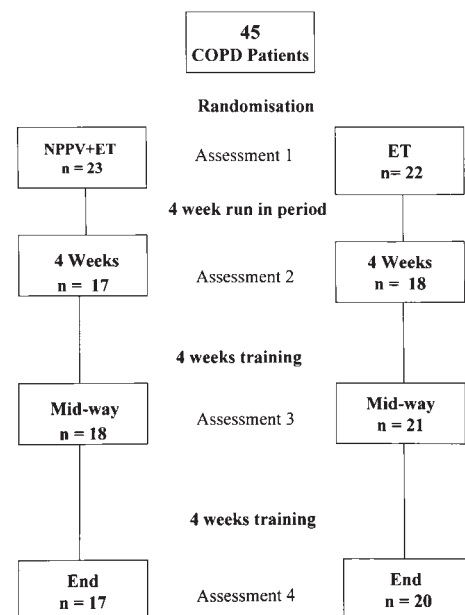 45
COPD Patients
Randomisation
NPPV+ET
n = 23
Assessment 1
ET
n= 22
4 week run in period
4 Weeks
n = 17
Assessment 2
4 Weeks
n = 18
4 weeks training
Mid-way
n = 18
Assessment 3
Mid-way
n = 21
4 weeks training
End
n = 17
Assessment 4
End
n = 20